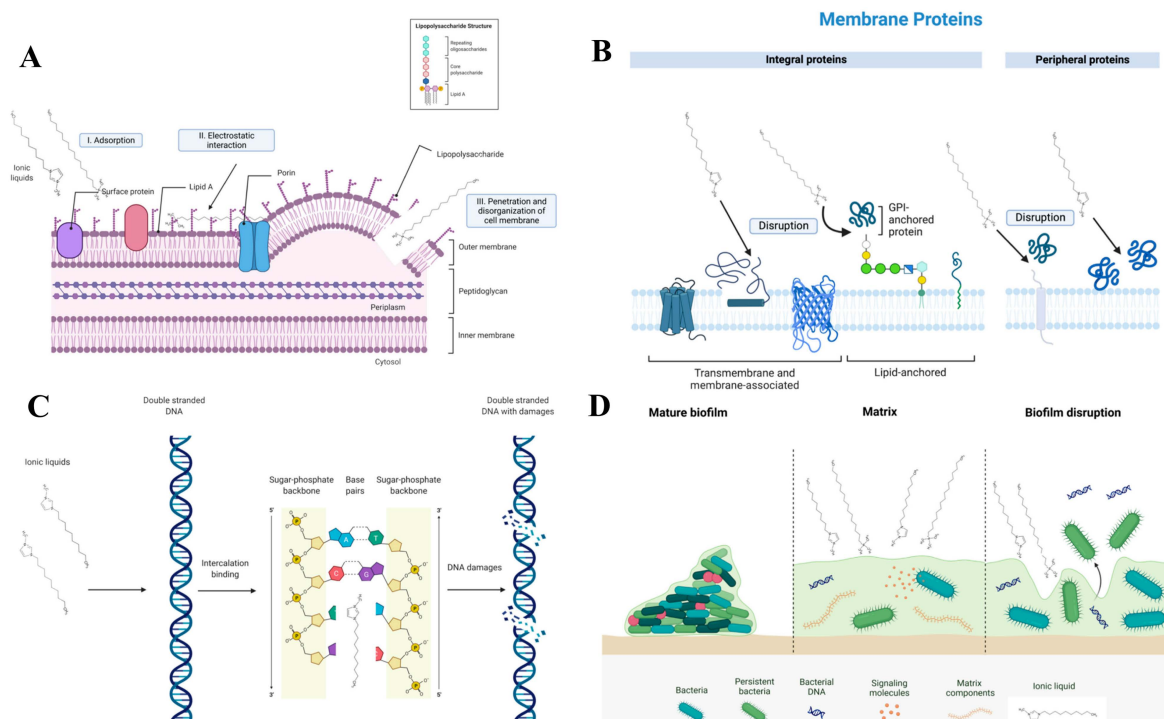 A
Lipopolysaccharide Structure
Repeating
oligosaccharides
Core
polysaccharide
Lipid A
P
P
I. Adsorption
II. Electrostatic
interaction
Ionic
liquids
Surface protein
Lipid A
Porin
Lipopolysaccharide
III. Penetration and
disorganization of
cell membrane
Outer membrane
Peptidoglycan
Periplasm
Inner membrane
Cytosol
Membrane Proteins
B
Integral proteins
Peripheral proteins
Disruption
GPI-
anchored
protein
Disruption
Transmembrane and
membrane-associated
Lipid-anchored
C
Double stranded
DNA
Double stranded
DNA with damages
Ionic liquids
Sugar-phosphate
backbone
Base
pairs
Sugar-phosphate
backbone
5'
3'
3'
5'
A
T
C
G
P
P
P
P
P
P
P
P
Intercalation
binding
DNA damages
D
Mature biofilm
Matrix
Biofilm disruption
Bacteria
Persistent
bacteria
Bacterial
DNA
Signaling
molecules
Matrix
components
Ionic liquid